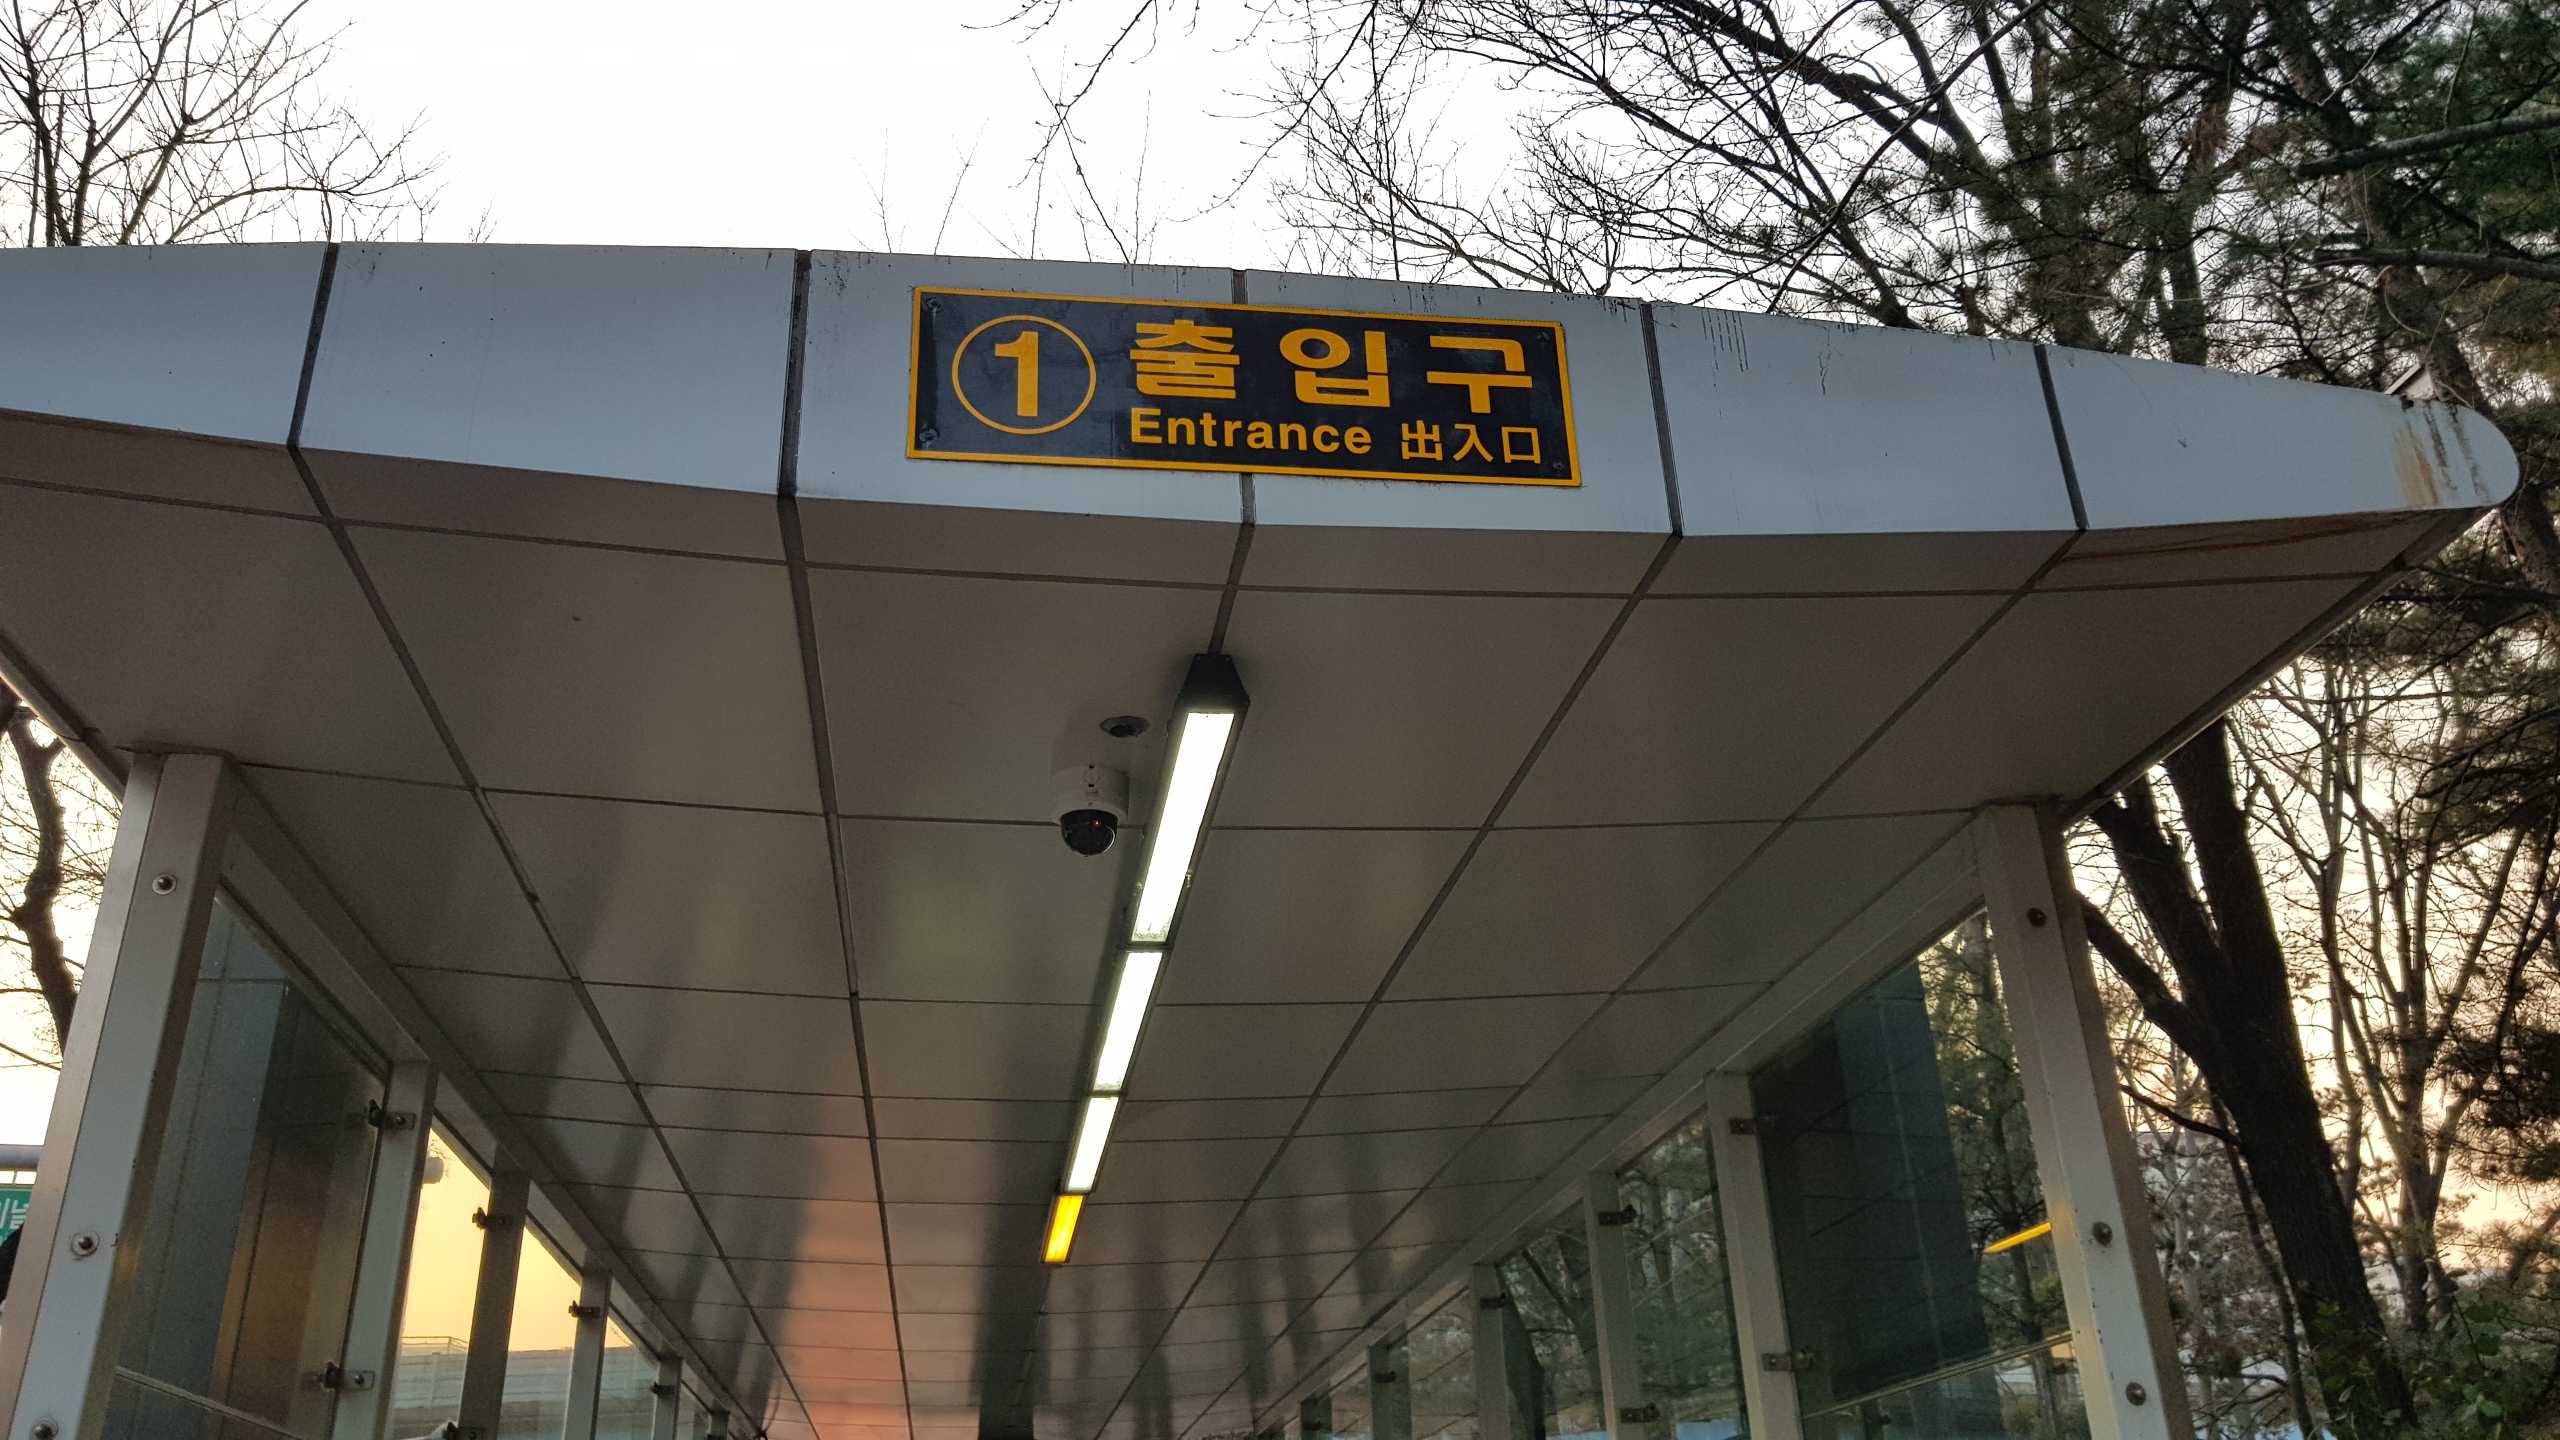 ① 출입구
Entrance 出入口